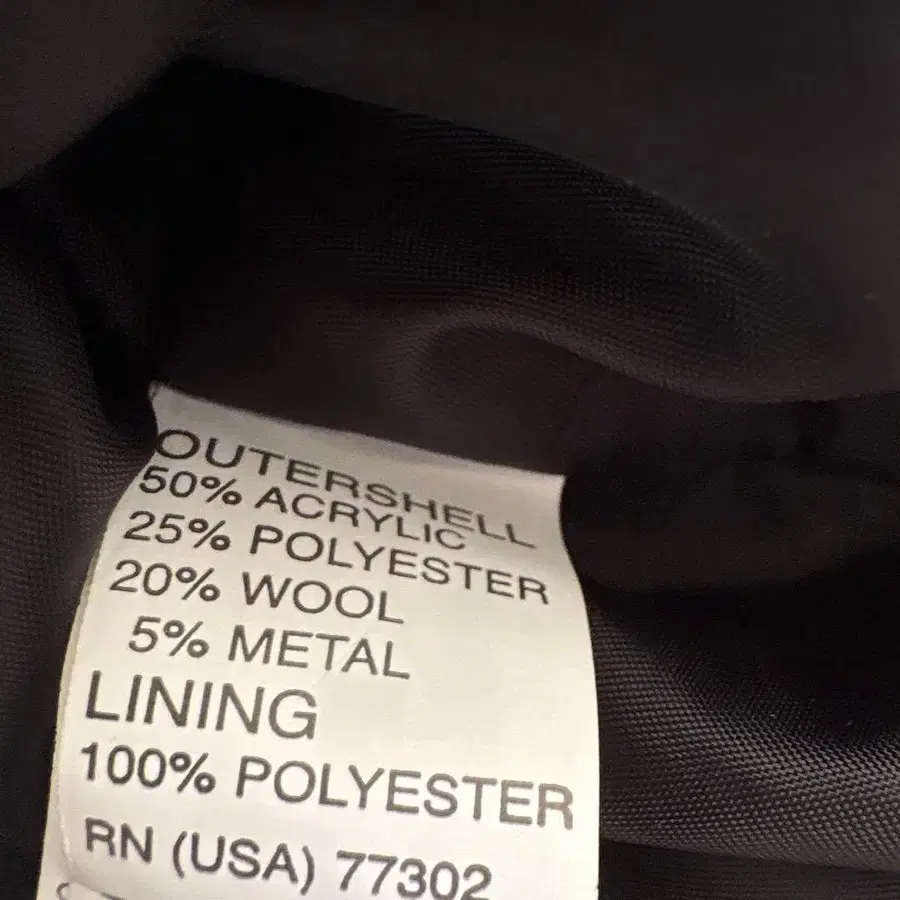 OUTERSHELL
50% ACRYLIC
25% POLYESTER
20% WOOL
5% METAL
LINING
100% POLYESTER
RN (USA) 77302